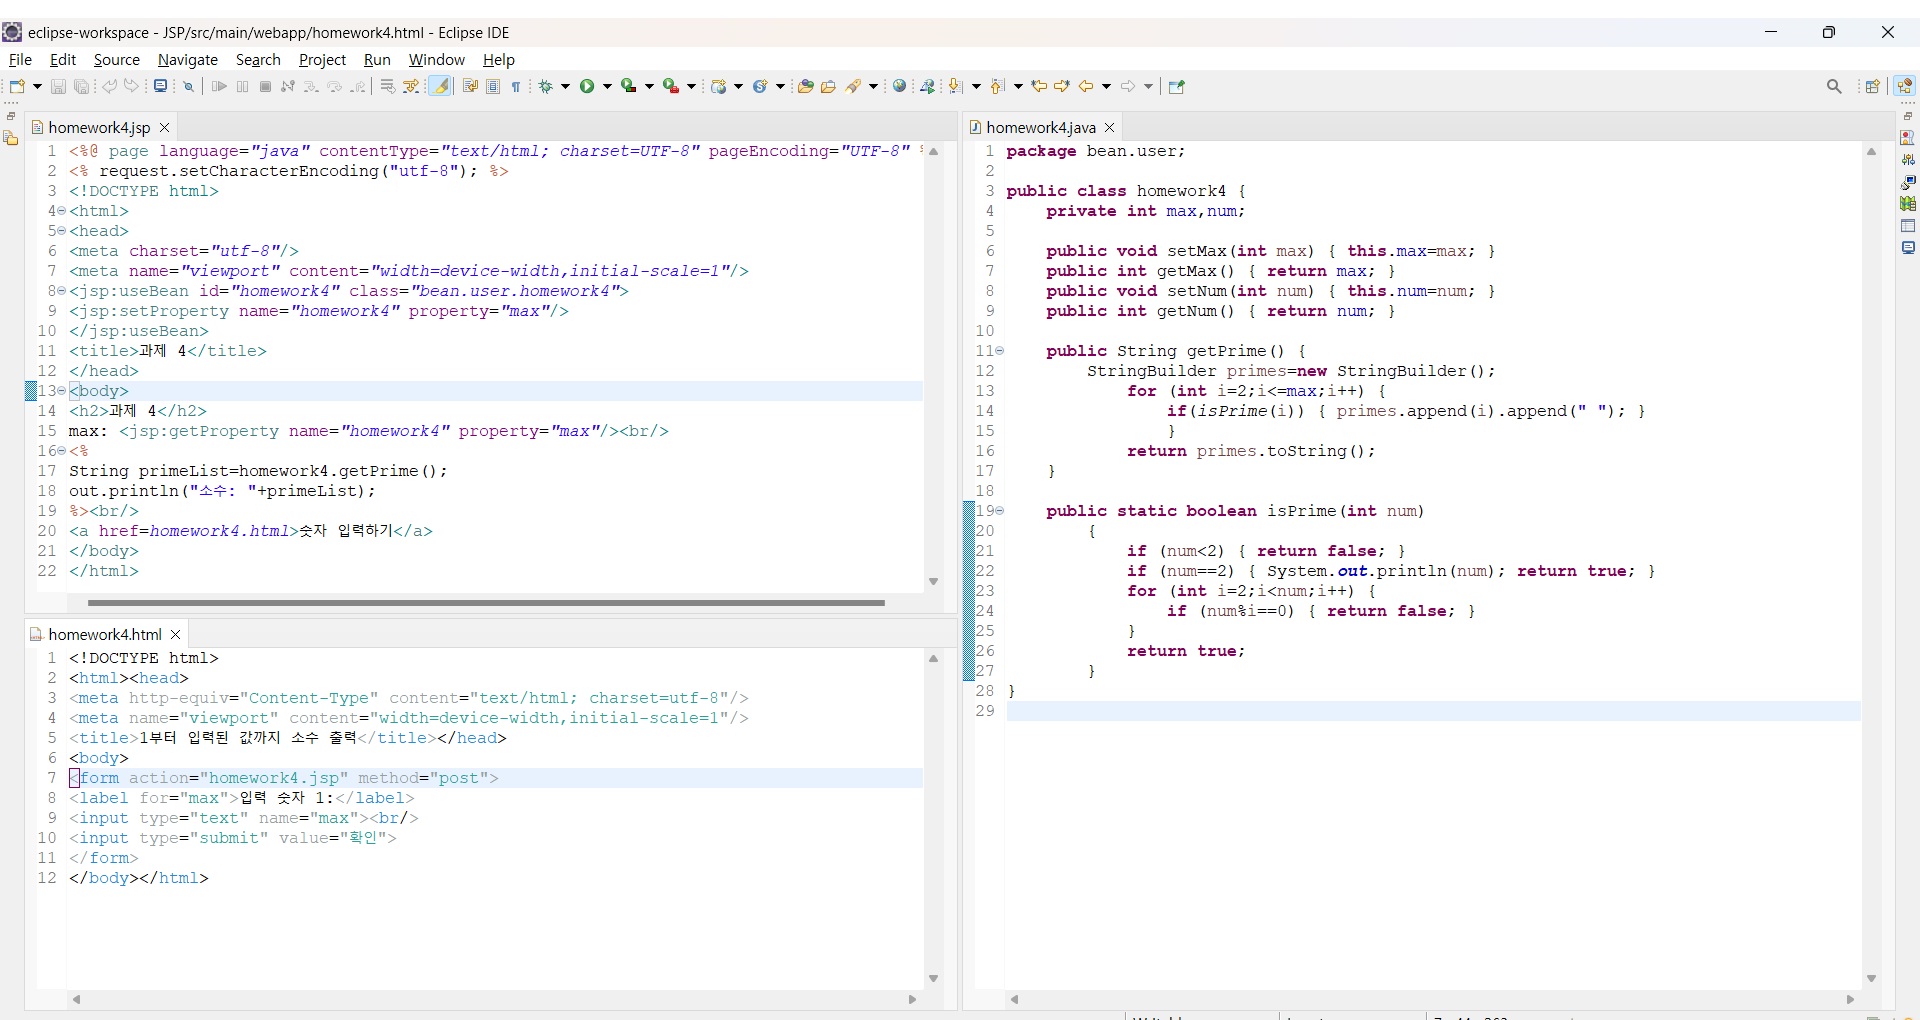 eclipse-workspace - JSP/src/main/webapp/homework4.html - Eclipse IDE
File Edit Source Navigate Search Project Run Window Help
homework4.jsp
1 <%@ page language="java" contentType="text/html; charset=UTF-8" pageEncoding="UTF-8"
2 <% request.setCharacterEncoding("utf-8"); %>
3 <!DOCTYPE html>
4 <html>
5 <head>
6 <meta charset="utf-8"/>
7 <meta name="viewport" content="width=device-width,initial-scale=1"/>
8 <jsp:useBean id="homework4" class="bean.user.homework4">
9 <jsp:setProperty name="homework4" property="max"/>
10 </jsp:useBean>
11 <title>과제 4</title>
12 </head>
13 <body>
14 <h2>과제 4</h2>
15 max: <jsp:getProperty name="homework4" property="max"/><br/>
16 <%
17 String primeList=homework4.getPrime();
18 out.println("소수: "+primeList);
19 %><br/>
20 <a href=homework4.html>숫자 입력하기</a>
21 </body>
22 </html>
homework4.html
1 <!DOCTYPE html>
2 <html><head>
3 <meta http-equiv="Content-Type" content="text/html; charset=utf-8"/>
4 <meta name="viewport" content="width=device-width,initial-scale=1"/>
5 <title>1부터 입력된 값까지 소수 출력</title></head>
6 <body>
7 <form action="homework4.jsp" method="post">
8 <label for="max">입력 숫자 1:</label>
9 <input type="text" name="max"><br/>
10 <input type="submit" value="확인">
11 </form>
12 </body></html>
homework4.java
1 package bean.user;
2
3 public class homework4 {
4 private int max,num;
5
6 public void setMax(int max) { this.max=max; }
7 public int getMax() { return max; }
8 public void setNum(int num) { this.num=num; }
9 public int getNum() { return num; }
10
11 public String getPrime() {
12 StringBuilder primes=new StringBuilder();
13 for (int i=2;i<=max;i++) {
14 if(isPrime(i)) { primes.append(i).append(" "); }
15 }
16 return primes.toString();
17 }
18
19 public static boolean isPrime(int num)
20 {
21 if (num<2) { return false; }
22 if (num==2) { System.out.println(num); return true; }
23 for (int i=2;i<num;i++) {
24 if (num%i==0) { return false; }
25 }
26 return true;
27 }
28 }
29